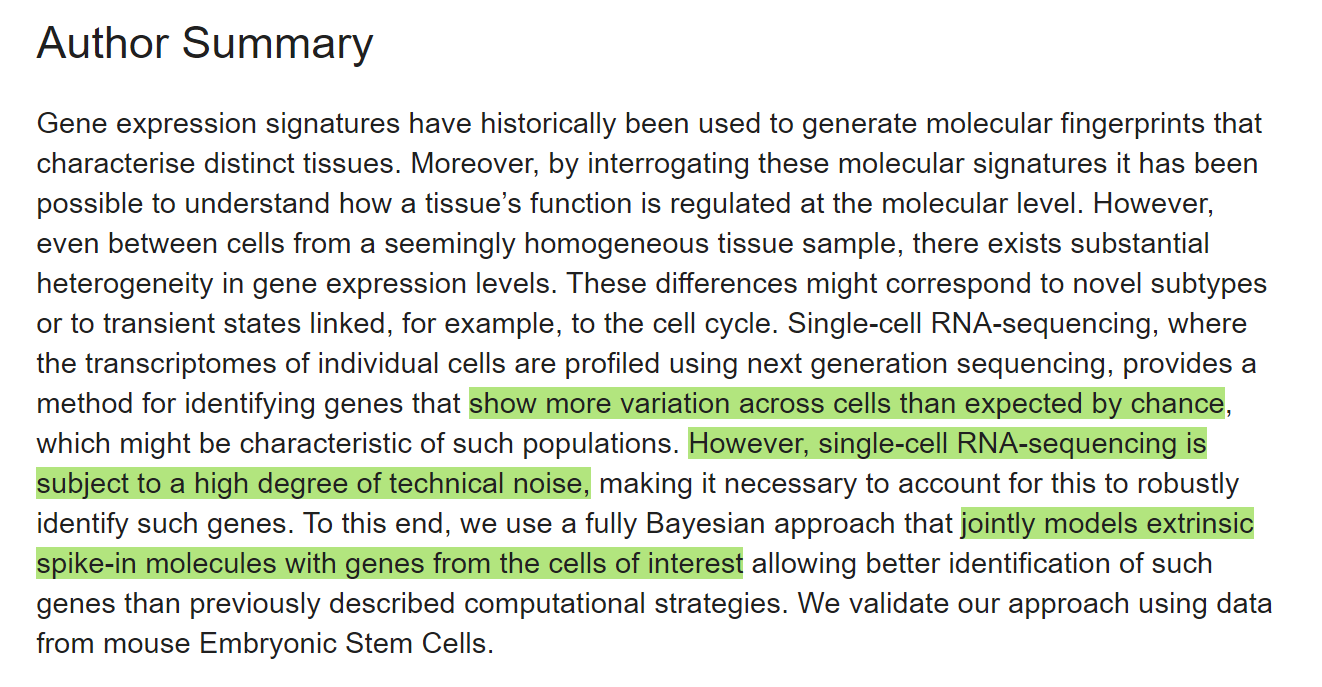 Author Summary
Gene expression signatures have historically been used to generate molecular fingerprints that
characterise distinct tissues. Moreover, by interrogating these molecular signatures it has been
possible to understand how a tissue’s function is regulated at the molecular level. However,
even between cells from a seemingly homogeneous tissue sample, there exists substantial
heterogeneity in gene expression levels. These differences might correspond to novel subtypes
or to transient states linked, for example, to the cell cycle. Single-cell RNA-sequencing, where
the transcriptomes of individual cells are profiled using next generation sequencing, provides a
method for identifying genes that show more variation across cells than expected by chance,
which might be characteristic of such populations. However, single-cell RNA-sequencing is
subject to a high degree of technical noise, making it necessary to account for this to robustly
identify such genes. To this end, we use a fully Bayesian approach that jointly models extrinsic
spike-in molecules with genes from the cells of interest allowing better identification of such
genes than previously described computational strategies. We validate our approach using data
from mouse Embryonic Stem Cells.